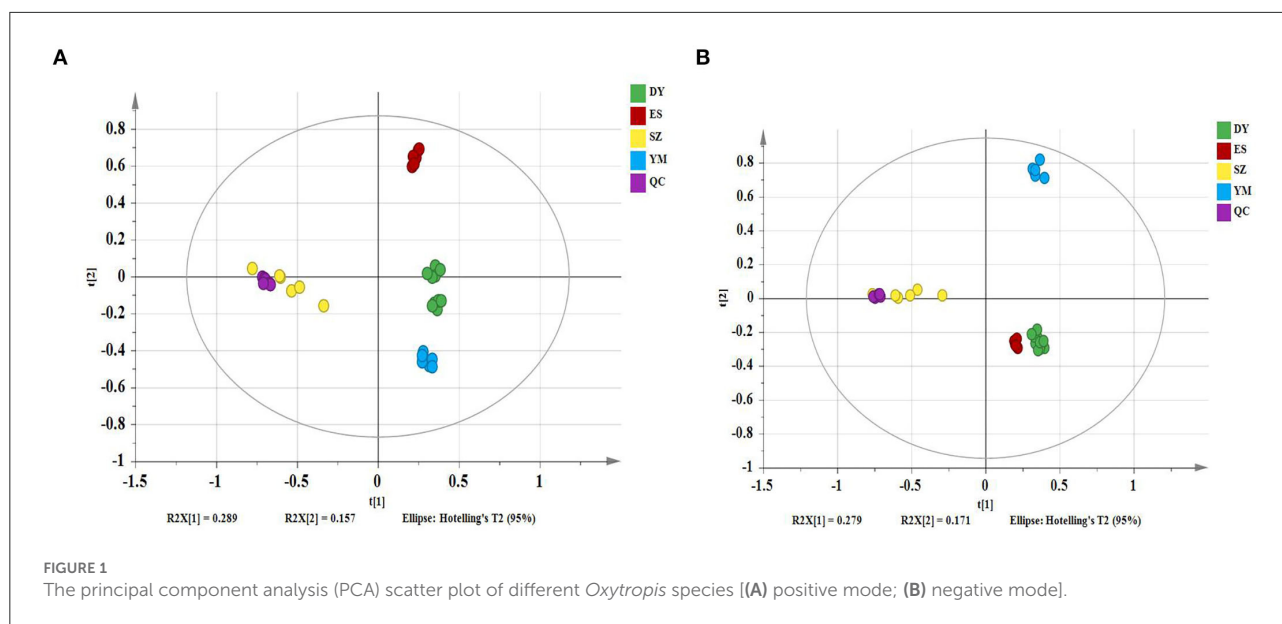 A
DY
ES
SZ
YM
QC
t[2]
0.8
0.6
0.4
0.2
0
-0.2
-0.4
-0.6
-0.8
-1
-1.5
-1
-0.5
0
0.5
1
t[1]
R2X[1] = 0.289 R2X[2] = 0.157 Ellipse: Hotelling's T2 (95%)
B
DY
ES
SZ
YM
QC
t[2]
0.8
0.6
0.4
0.2
0
-0.2
-0.4
-0.6
-0.8
-1
-1.5
-1
-0.5
0
0.5
1
t[1]
R2X[1] = 0.279 R2X[2] = 0.171 Ellipse: Hotelling's T2 (95%)
FIGURE 1
The principal component analysis (PCA) scatter plot of different Oxytropis species [(A) positive mode; (B) negative mode].